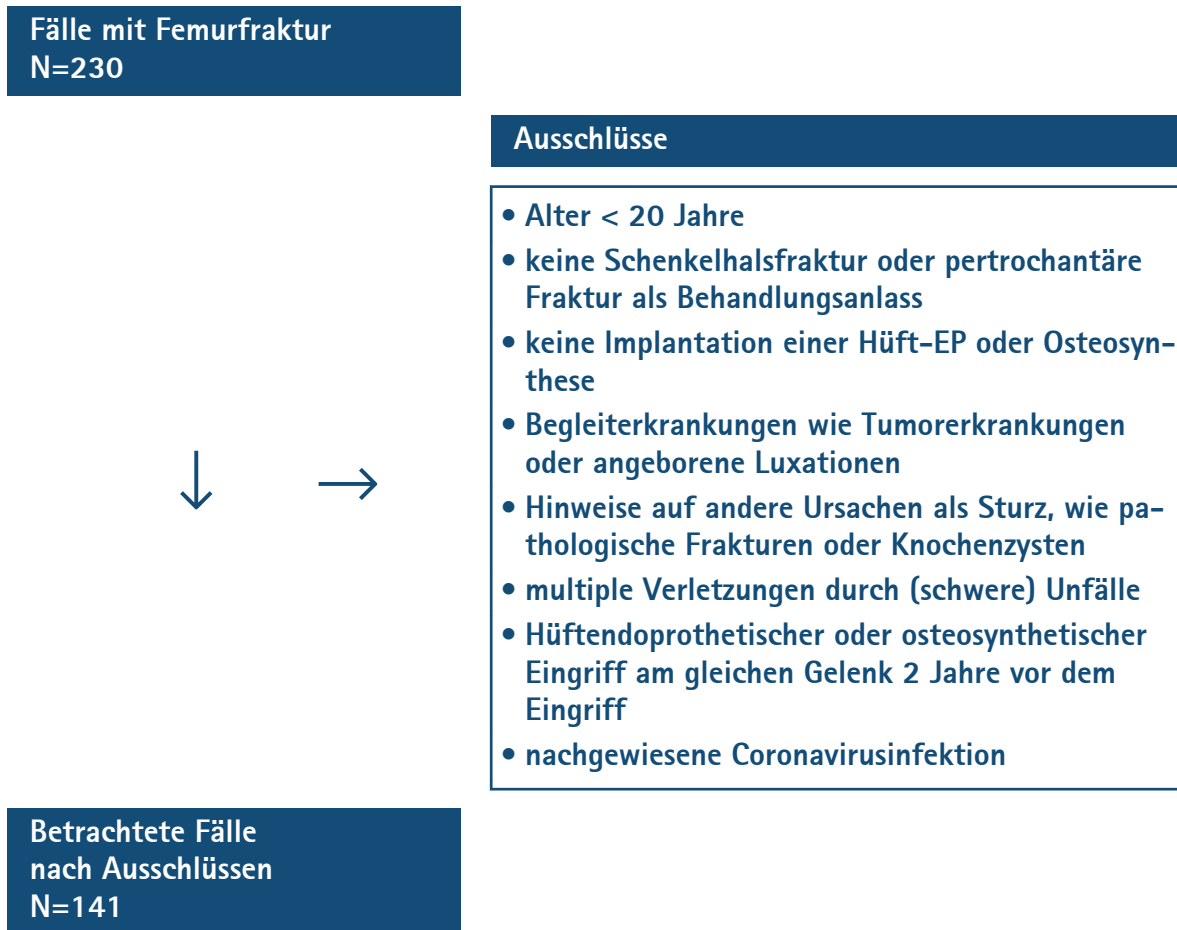 Fälle mit Femurfraktur
N=230
Ausschlüsse
• Alter < 20 Jahre
• keine Schenkelhalsfraktur oder pertrochantäre
Fraktur als Behandlungsanlass
• keine Implantation einer Hüft-EP oder Osteosyn-
these
• Begleiterkrankungen wie Tumorerkrankungen
oder angeborene Luxationen
• Hinweise auf andere Ursachen als Sturz, wie pa-
thologische Frakturen oder Knochenzysten
• multiple Verletzungen durch (schwere) Unfälle
• Hüftendoprothetischer oder osteosynthetischer
Eingriff am gleichen Gelenk 2 Jahre vor dem
Eingriff
• nachgewiesene Coronavirusinfektion
Betrachtete Fälle
nach Ausschlüssen
N=141